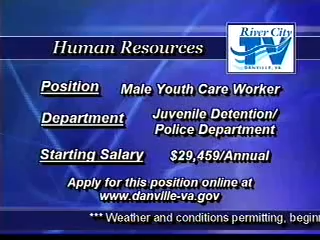 Human Resources
River City
TV
DANVILLE, VA
Position Male Youth Care Worker
Department Juvenile Detention/
Police Department
Starting Salary $29,459/Annual
Apply for this position online at
www.danville-va.gov
*** Weather and conditions permitting, beginn